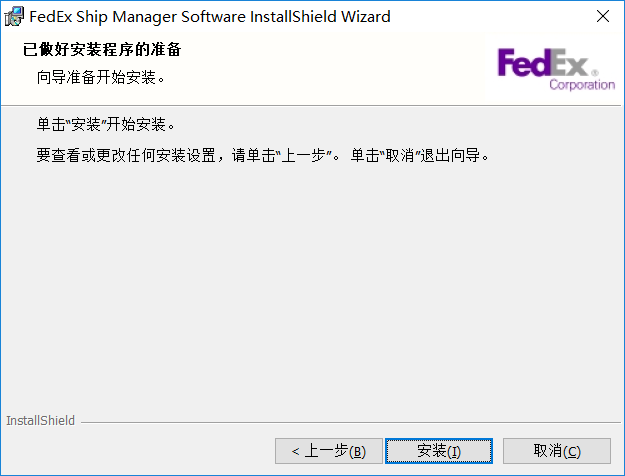 FedEx Ship Manager Software InstallShield Wizard
已做好安装程序的准备
向导准备开始安装。
FedEx®
Corporation
单击“安装”开始安装。
要查看或更改任何安装设置，请单击“上一步”。 单击“取消”退出向导。
InstallShield
< 上一步(B)
安装(I)
取消(C)